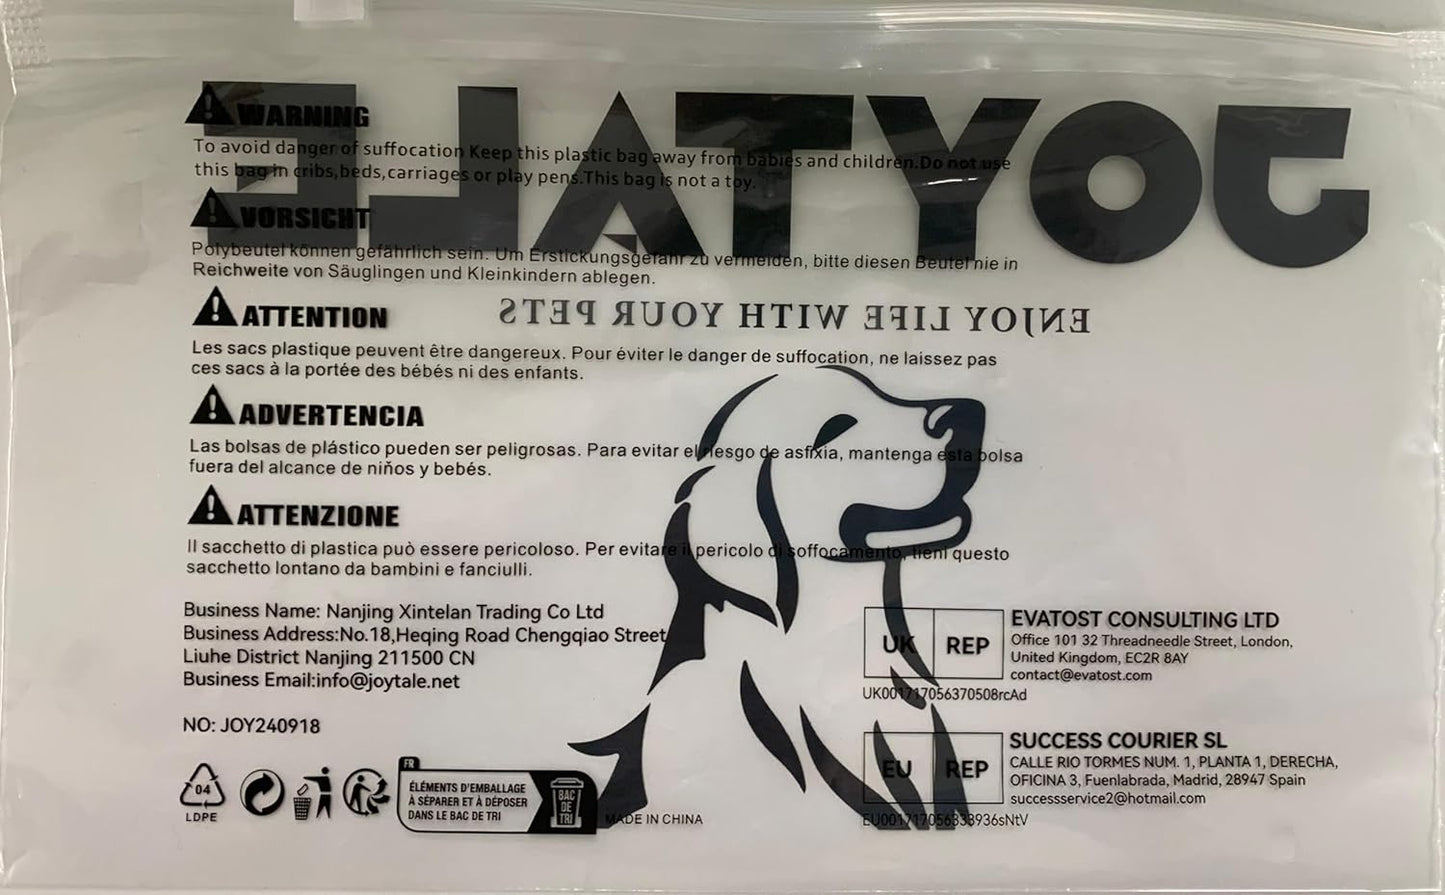 JOYTALE
WARNING
To avoid danger of suffocation Keep this plastic bag away from babies and children.Do not use
this bag in cribs,beds,carriages or play pens.This bag is not a toy.
VORSICHT
Polybeutel können gefährlich sein. Um Erstickungsgefahr zu vermeiden, bitte diesen Beutel nie in
Reichweite von Säuglingen und Kleinkindern ablegen.
ENJOY LIFE WITH YOUR PETS
ATTENTION
Les sacs plastique peuvent être dangereux. Pour éviter le danger de suffocation, ne laissez pas
ces sacs à la portée des bébés ni des enfants.
ADVERTENCIA
Las bolsas de plástico pueden ser peligrosas. Para evitar el riesgo de asfixia, mantenga esta bolsa
fuera del alcance de niños y bebés.
ATTENZIONE
Il sacchetto di plastica può essere pericoloso. Per evitare il pericolo di soffocamento, tieni questo
sacchetto lontano da bambini e fanciulli.
Business Name: Nanjing Xintelan Trading Co Ltd
Business Address:No.18,Heqing Road Chengqiao Street
Liuhe District Nanjing 211500 CN
Business Email:info@joytale.net
NO: JOY240918
UK REP
EVATOST CONSULTING LTD
Office 101 32 Threadneedle Street, London,
United Kingdom, EC2R 8AY
contact@evatost.com
UK001717056370508rcAd
EU REP
SUCCESS COURIER SL
CALLE RIO TORMES NUM. 1, PLANTA 1, DERECHA,
OFICINA 3, Fuenlabrada, Madrid, 28947 Spain
successservice2@hotmail.com
EU001717056333936sNtV
04
LDPE
FR
ÉLÉMENTS D'EMBALLAGE
À SÉPARER ET À DÉPOSER
DANS LE BAC DE TRI
BAC
DE
TRI
MADE IN CHINA